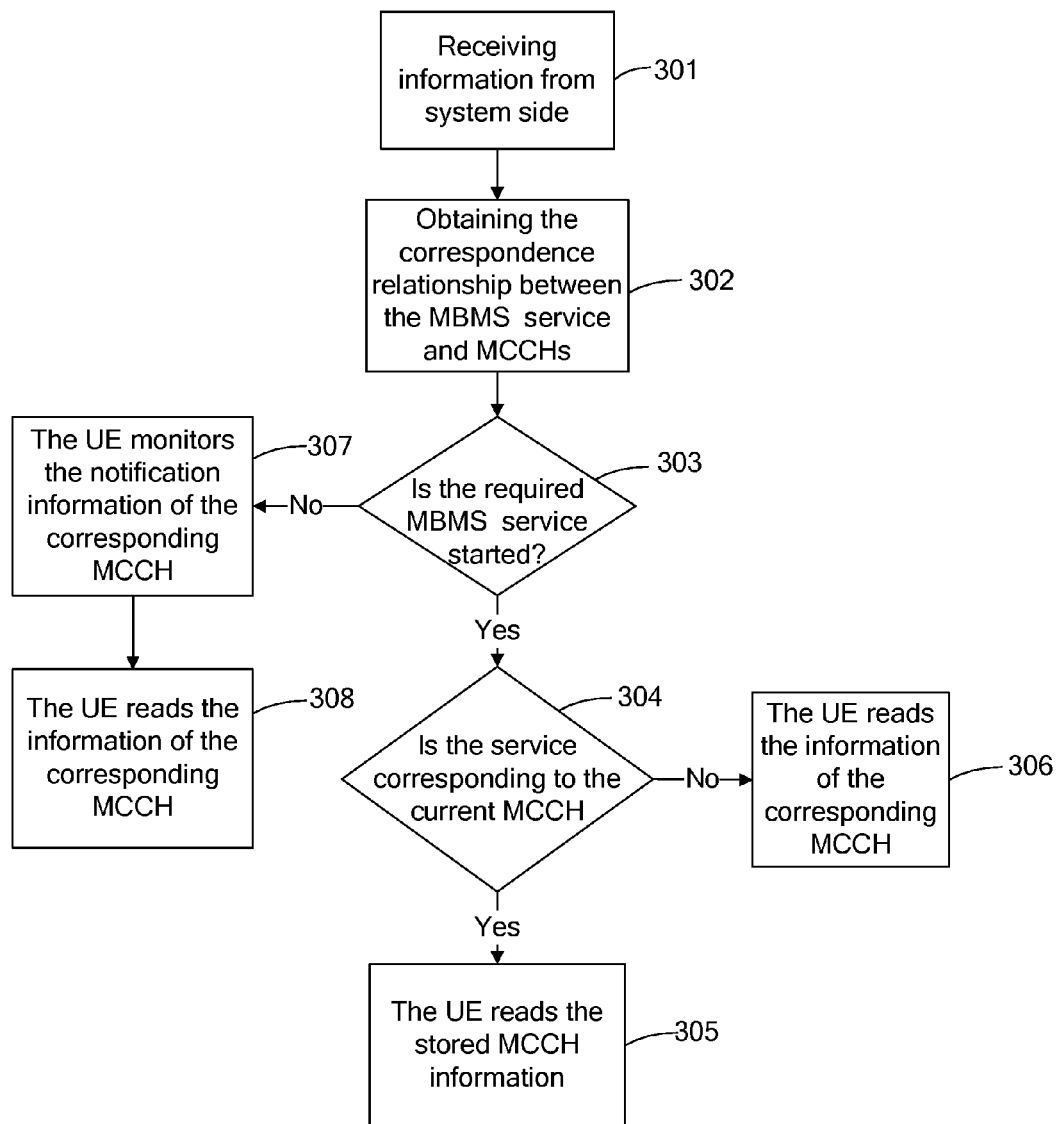 Receiving
information from
system side
301
Obtaining the
correspondence
relationship between
the MBMS service
and MCCHs
302
Is the required
MBMS service
started?
303
No
The UE monitors
the notification
information of the
corresponding
MCCH
307
The UE reads the
information of the
corresponding
MCCH
308
Yes
Is the service
corresponding to the
current MCCH
304
No
The UE reads
the information
of the
corresponding
MCCH
306
Yes
The UE reads the
stored MCCH
information
305